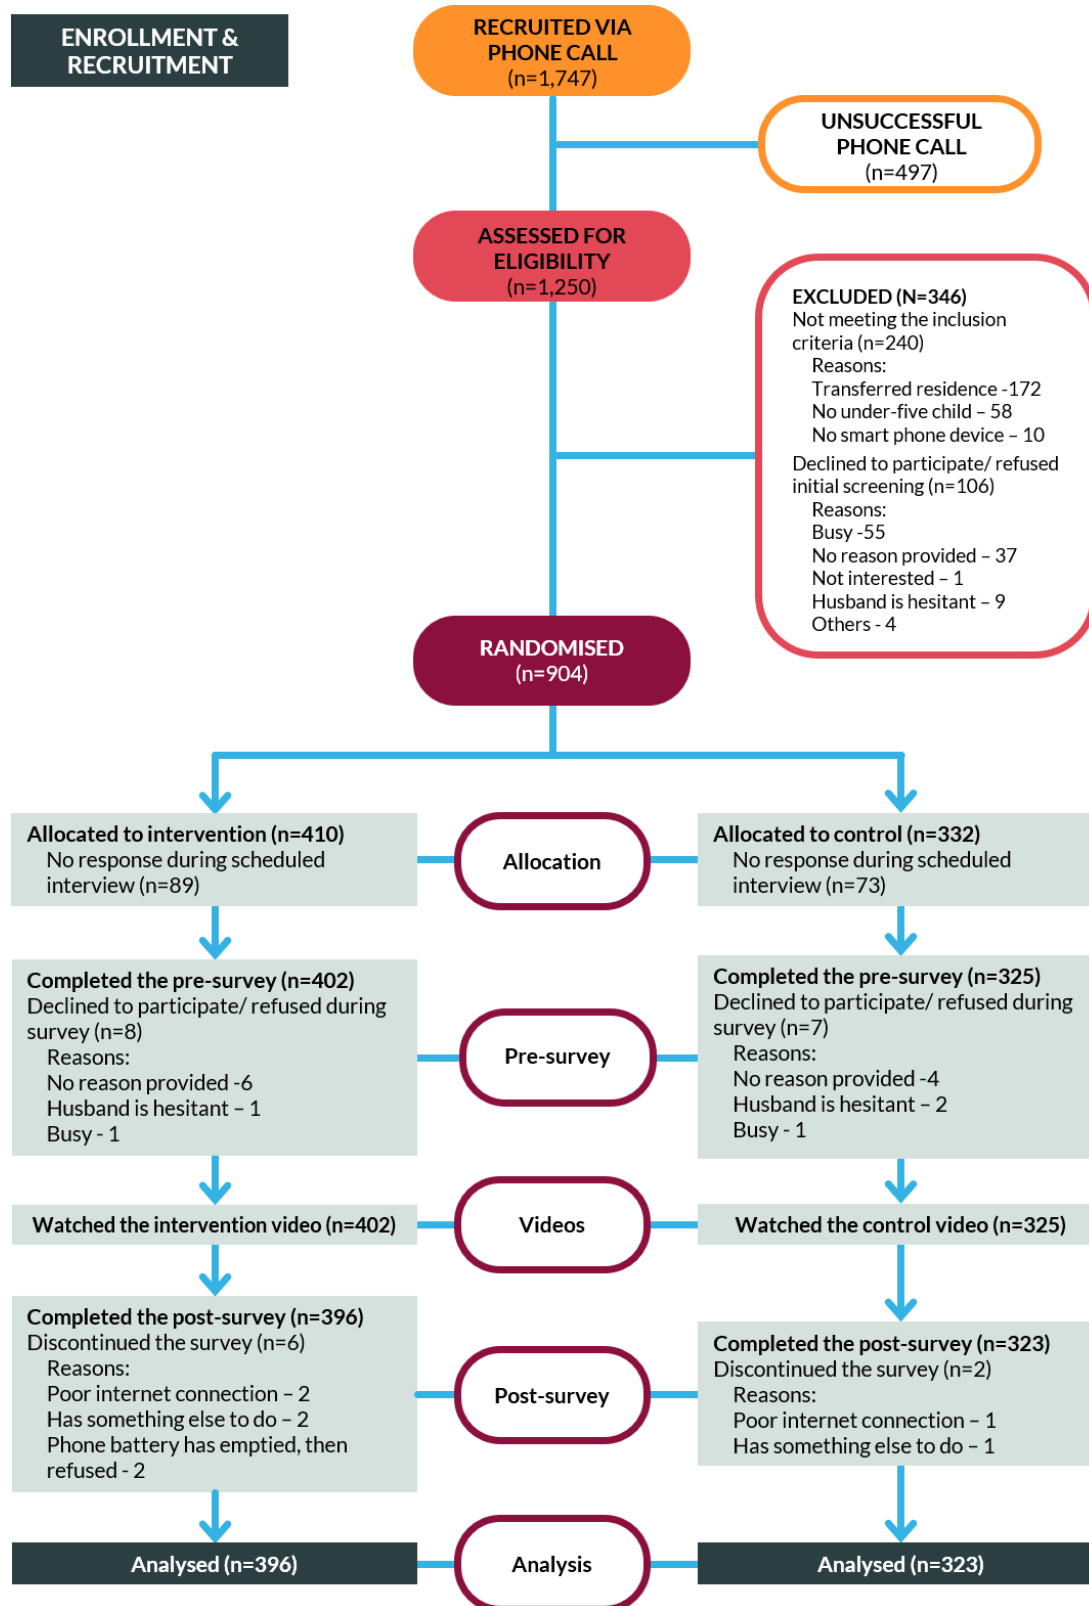 ENROLLMENT &
RECRUITMENT
RECRUITED VIA
PHONE CALL
(n=1,747)
UNSUCCESSFUL
PHONE CALL
(n=497)
ASSESSED FOR
ELIGIBILITY
(n=1,250)
EXCLUDED (N=346)
Not meeting the inclusion
criteria (n=240)
Reasons:
Transferred residence -172
No under-five child – 58
No smart phone device – 10
Declined to participate/ refused
initial screening (n=106)
Reasons:
Busy -55
No reason provided – 37
Not interested – 1
Husband is hesitant – 9
Others - 4
RANDOMISED
(n=904)
Allocated to intervention (n=410)
No response during scheduled
interview (n=89)
Allocation
Allocated to control (n=332)
No response during scheduled
interview (n=73)
Completed the pre-survey (n=402)
Declined to participate/ refused during
survey (n=8)
Reasons:
No reason provided -6
Husband is hesitant – 1
Busy - 1
Pre-survey
Completed the pre-survey (n=325)
Declined to participate/ refused during
survey (n=7)
Reasons:
No reason provided -4
Husband is hesitant – 2
Busy - 1
Watched the intervention video (n=402)
Videos
Watched the control video (n=325)
Completed the post-survey (n=396)
Discontinued the survey (n=6)
Reasons:
Poor internet connection – 2
Has something else to do – 2
Phone battery has emptied, then
refused - 2
Post-survey
Completed the post-survey (n=323)
Discontinued the survey (n=2)
Reasons:
Poor internet connection – 1
Has something else to do – 1
Analysed (n=396)
Analysis
Analysed (n=323)